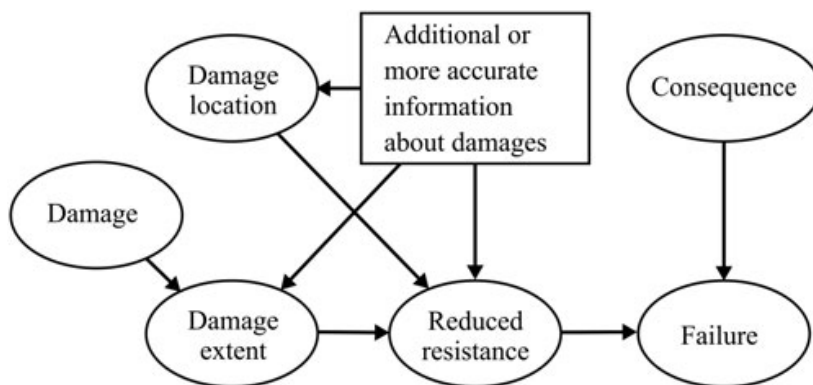 Damage
location
Additional or
more accurate
information
about damages
Consequence
Damage
Damage
extent
Reduced
resistance
Failure